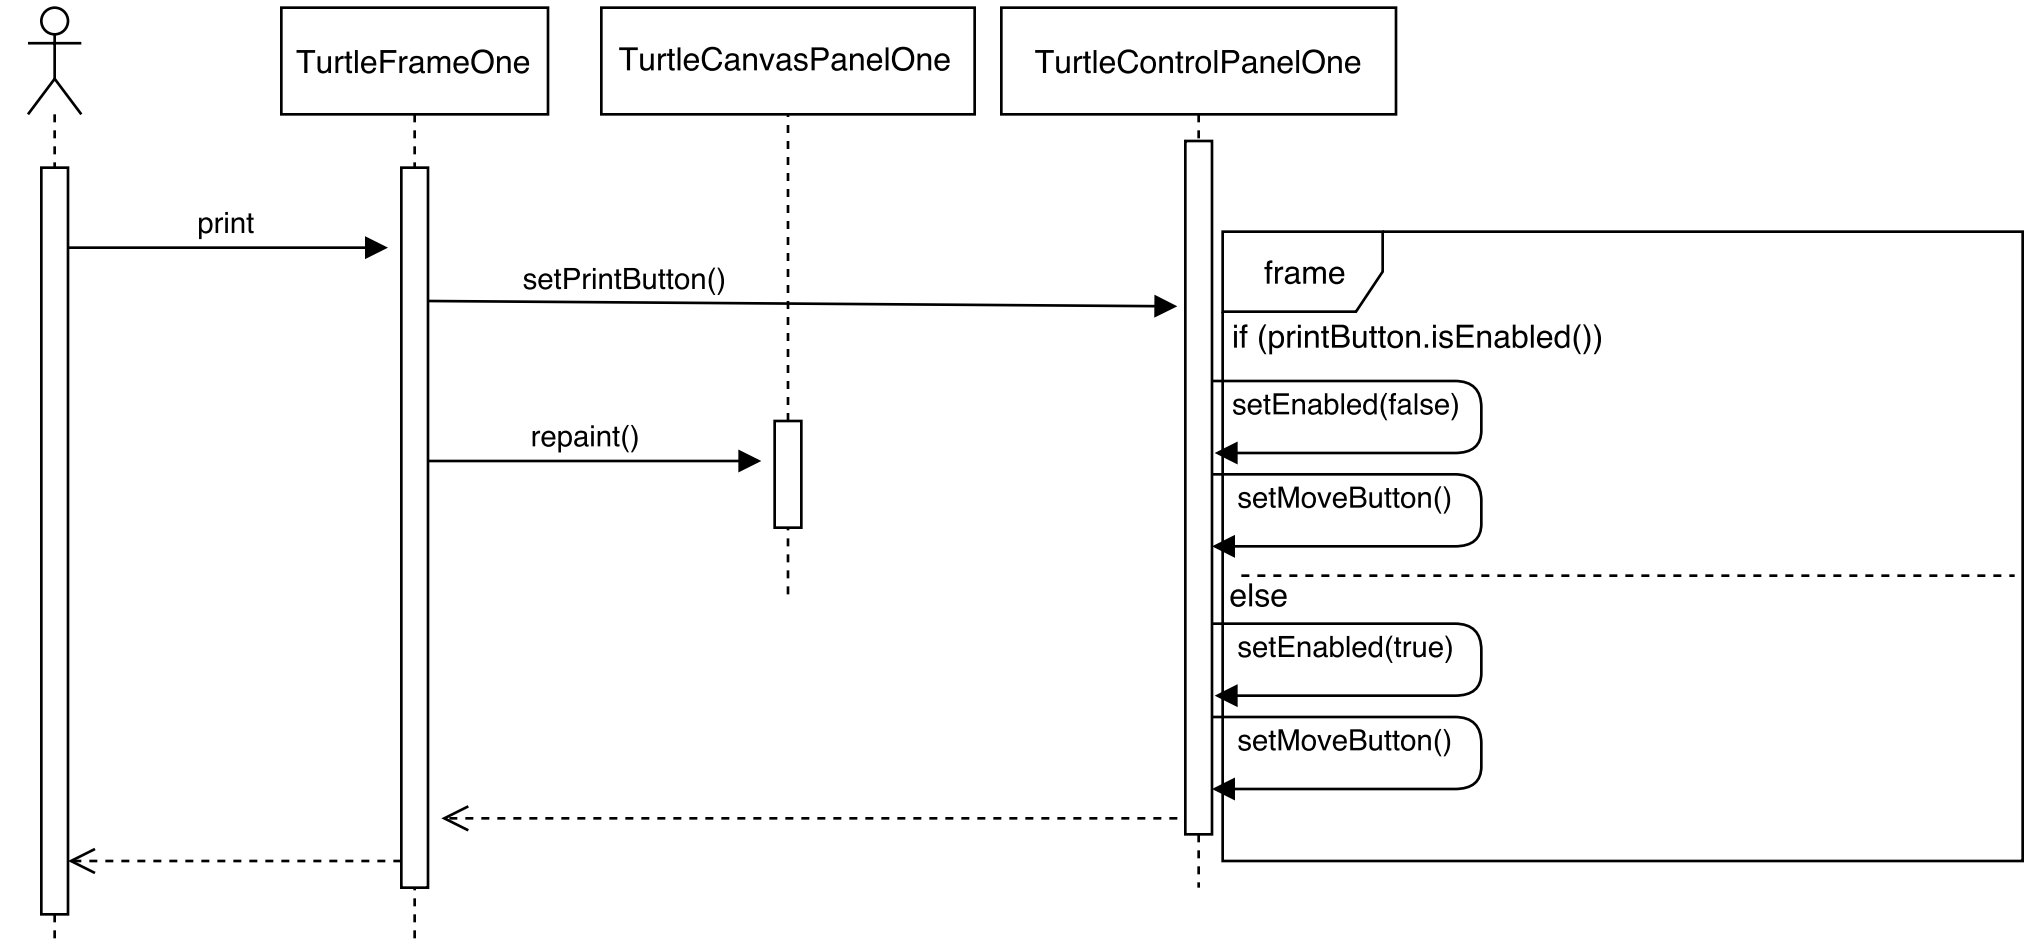 TurtleFrameOne
TurtleCanvasPanelOne
TurtleControlPanelOne
print
setPrintButton()
frame
if (printButton.isEnabled())
setEnabled(false)
repaint()
setMoveButton()
else
setEnabled(true)
setMoveButton()